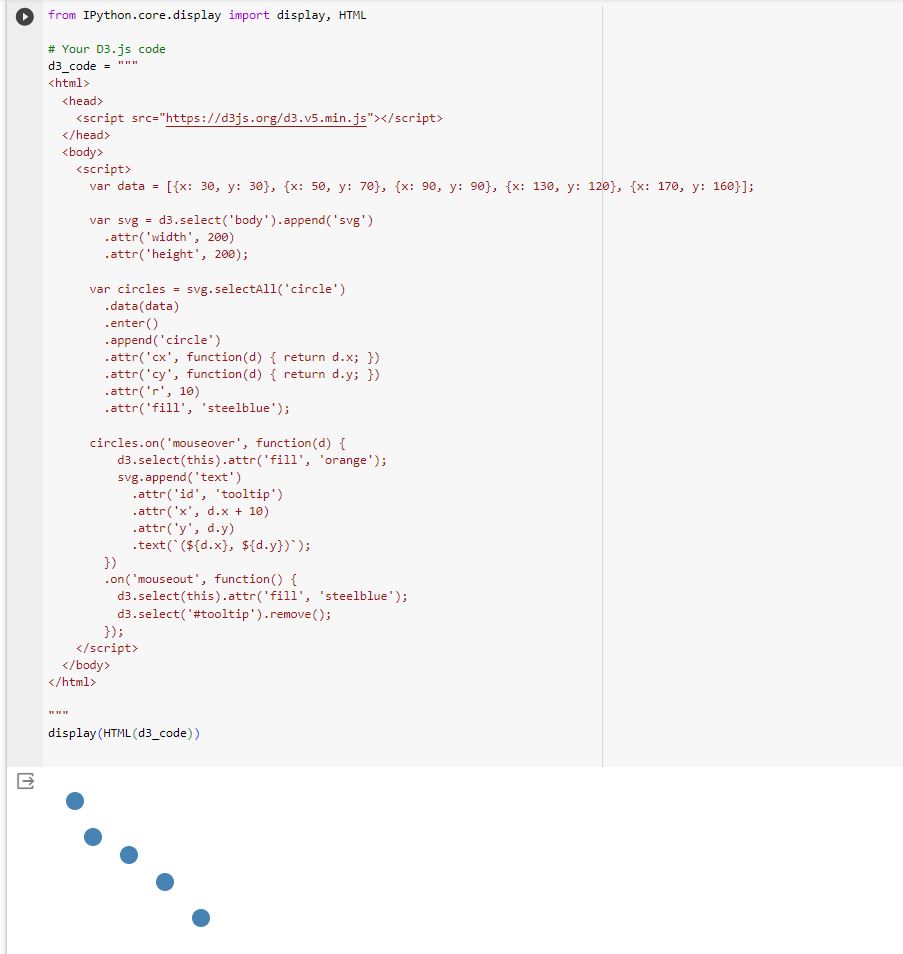 from IPython.core.display import display, HTML
# Your D3.js code
d3_code = """
<html>
<head>
<script src="https://d3js.org/d3.v5.min.js"></script>
</head>
<body>
<script>
var data = [{x: 30, y: 30}, {x: 50, y: 70}, {x: 90, y: 90}, {x: 130, y: 120}, {x: 170, y: 160}];
var svg = d3.select('body').append('svg')
.attr('width', 200)
.attr('height', 200);
var circles = svg.selectAll('circle')
.data(data)
.enter()
.append('circle')
.attr('cx', function(d) { return d.x; })
.attr('cy', function(d) { return d.y; })
.attr('r', 10)
.attr('fill', 'steelblue');
circles.on('mouseover', function(d) {
d3.select(this).attr('fill', 'orange');
svg.append('text')
.attr('id', 'tooltip')
.attr('x', d.x + 10)
.attr('y', d.y)
.text(`(${d.x}, ${d.y})`);
})
.on('mouseout', function() {
d3.select(this).attr('fill', 'steelblue');
d3.select('#tooltip').remove();
});
</script>
</body>
</html>
"""
display(HTML(d3_code))